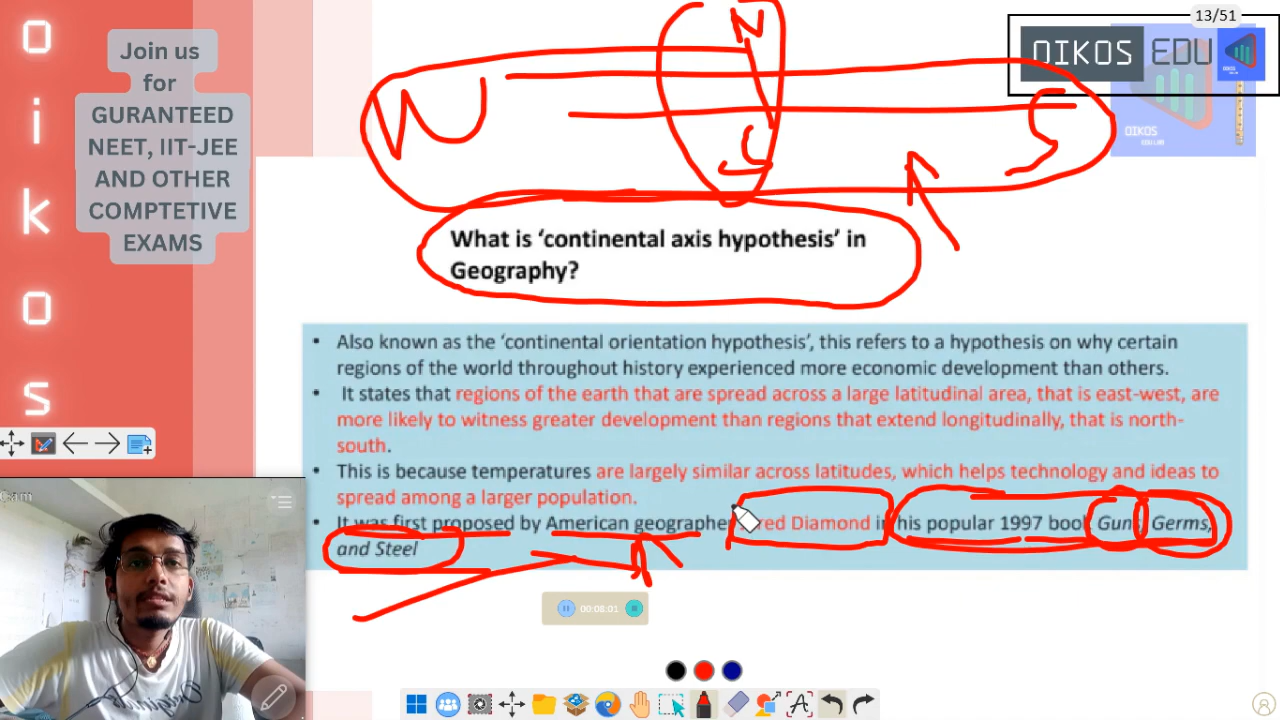 13/51
o
i
k
o
s
Join us
for
GURANTEED
NEET, IIT-JEE
AND OTHER
COMPTETIVE
EXAMS
OIKOS EDU
OIKOS
N
S
W
S
What is ‘continental axis hypothesis’ in
Geography?
• Also known as the ‘continental orientation hypothesis’, this refers to a hypothesis on why certain
regions of the world throughout history experienced more economic development than others.
• It states that regions of the earth that are spread across a large latitudinal area, that is east-west, are
more likely to witness greater development than regions that extend longitudinally, that is north-
south.
• This is because temperatures are largely similar across latitudes, which helps technology and ideas to
spread among a larger population.
• It was first proposed by American geographer red Diamond in his popular 1997 book Guns, Germs,
and Steel
00:08:01